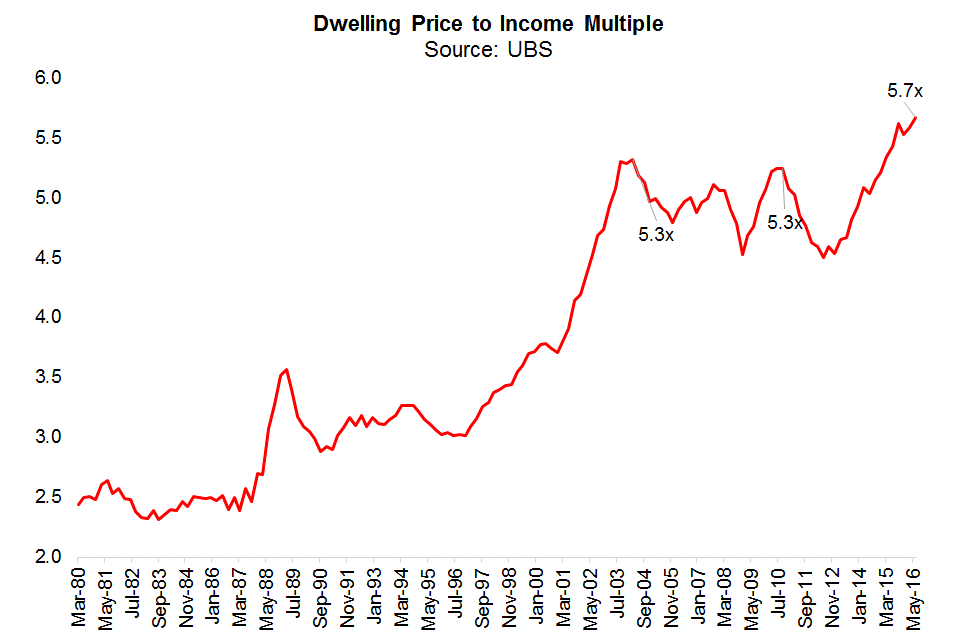 Dwelling Price to Income Multiple
Source: UBS
6.0
5.7x
5.5
5.0
5.3x
5.3x
4.5
4.0
3.5
3.0
2.5
2.0
Mar-80
May-81
Jul-82
Sep-83
Nov-84
Jan-86
Mar-87
May-88
Jul-89
Sep-90
Nov-91
Jan-93
Mar-94
May-95
Jul-96
Sep-97
Nov-98
Jan-00
Mar-01
May-02
Jul-03
Sep-04
Nov-05
Jan-07
Mar-08
May-09
Jul-10
Sep-11
Nov-12
Jan-14
Mar-15
May-16